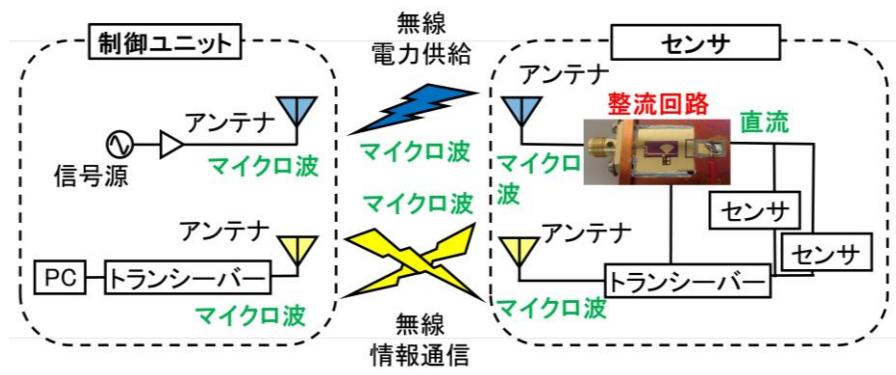 制御ユニット
アンテナ
信号源
マイクロ波
アンテナ
PC
トランシーバー
マイクロ波
無線
電力供給
マイクロ波
マイクロ波
無線
情報通信
センサ
アンテナ
整流回路
直流
マイクロ
波
センサ
センサ
アンテナ
トランシーバー
マイクロ波